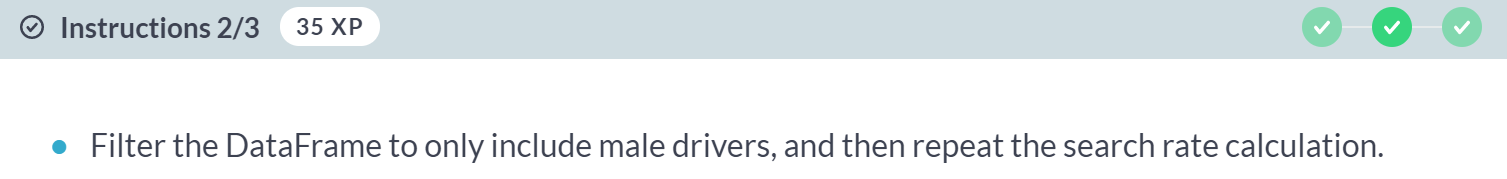 Instructions 2/3 35 XP
Filter the DataFrame to only include male drivers, and then repeat the search rate calculation.